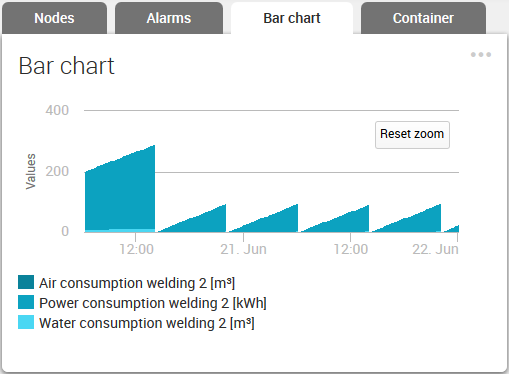 Nodes Alarms Bar chart Container
Bar chart
400
Reset zoom
Values
200
0
12:00 21. Jun 12:00 22. Jun
Air consumption welding 2 [m³]
Power consumption welding 2 [kWh]
Water consumption welding 2 [m³]